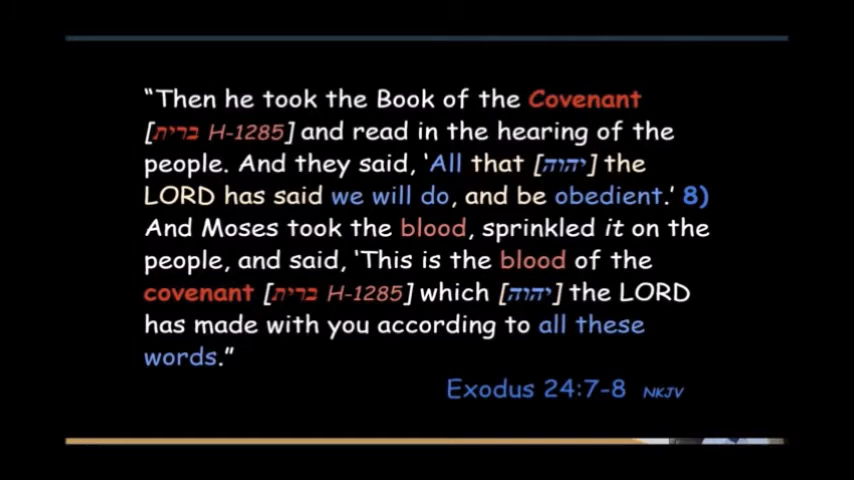 “Then he took the Book of the Covenant
[ברית H-1285] and read in the hearing of the
people. And they said, ‘All that [יהוה] the
LORD has said we will do, and be obedient.’ 8)
And Moses took the blood, sprinkled it on the
people, and said, ‘This is the blood of the
covenant [ברית H-1285] which [יהוה] the LORD
has made with you according to all these
words.”
Exodus 24:7-8 NKJV